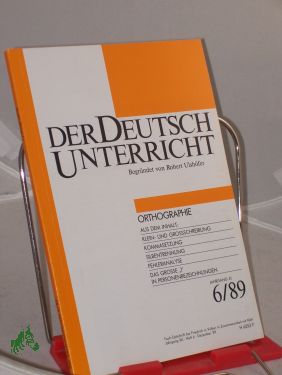 DER DEUTSCH
UNTERRICHT
Begründet von Robert Ulshöfer
ORTHOGRAPHIE
AUS DEM INHALT:
KLEIN- UND GROSSSCHREIBUNG
KOMMASETZUNG
SILBENTRENNUNG
FEHLERANALYSE
DAS GROSSE „I“
IN PERSONENBEZEICHNUNGEN
6/89